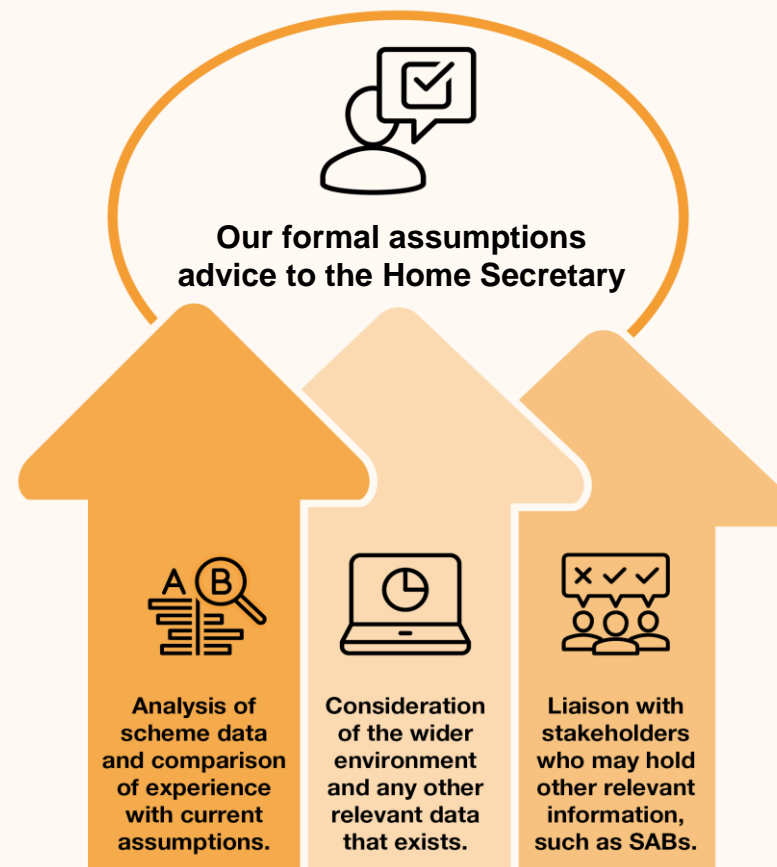 Our formal assumptions
advice to the Home Secretary
A B
Analysis of
scheme data
and comparison
of experience
with current
assumptions.
Consideration
of the wider
environment
and any other
relevant data
that exists.
Liaison with
stakeholders
who may hold
other relevant
information,
such as SABs.